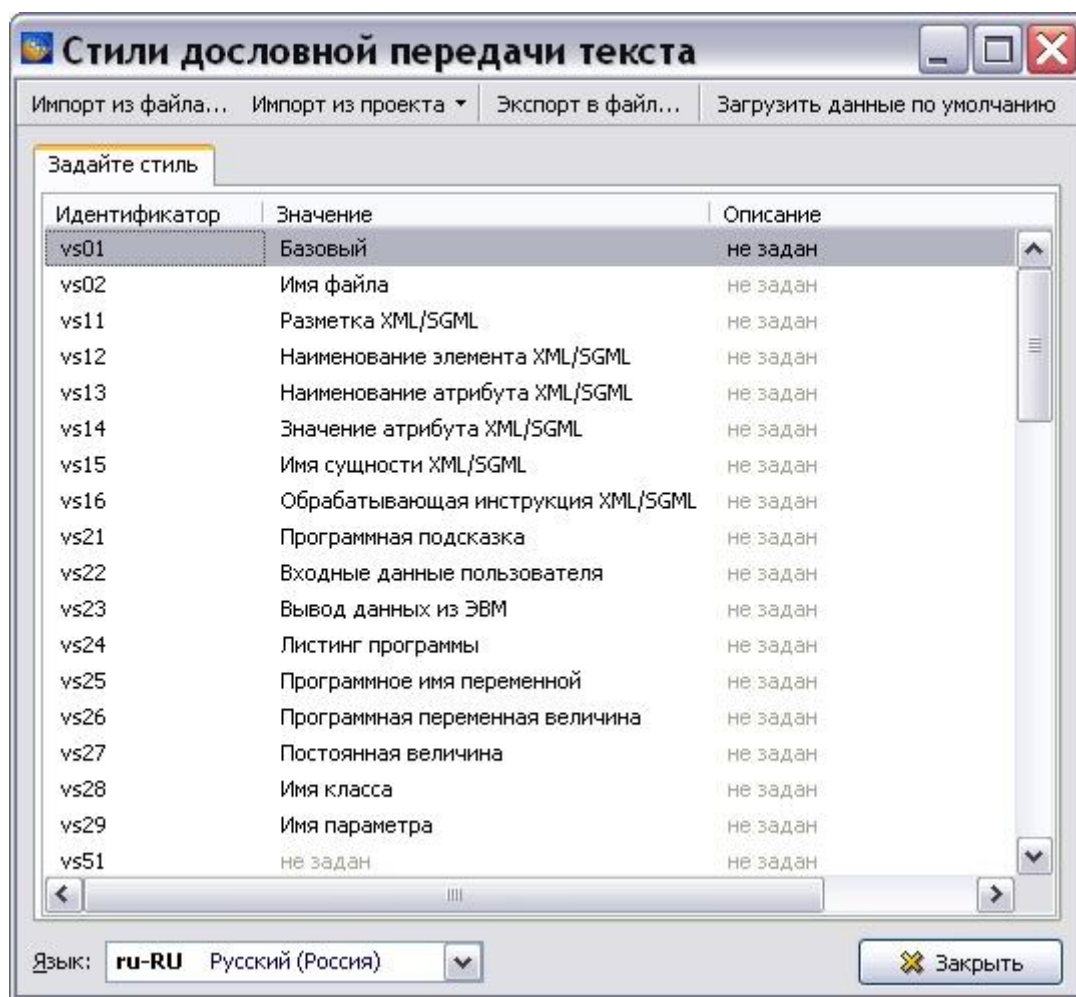 Стили дословной передачи текста
Импорт из файла... Импорт из проекта Экспорт в файл... Загрузить данные по умолчанию
Задайте стиль
Идентификатор Значение Описание
vs01 Базовый не задан
vs02 Имя файла не задан
vs11 Разметка XML/SGML не задан
vs12 Наименование элемента XML/SGML не задан
vs13 Наименование атрибута XML/SGML не задан
vs14 Значение атрибута XML/SGML не задан
vs15 Имя сущности XML/SGML не задан
vs16 Обрабатывающая инструкция XML/SGML не задан
vs21 Программная подсказка не задан
vs22 Входные данные пользователя не задан
vs23 Вывод данных из ЭВМ не задан
vs24 Листинг программы не задан
vs25 Программное имя переменной не задан
vs26 Программная переменная величина не задан
vs27 Постоянная величина не задан
vs28 Имя класса не задан
vs29 Имя параметра не задан
vs51 не задан не задан
Язык: ru-RU Русский (Россия) Закрыть